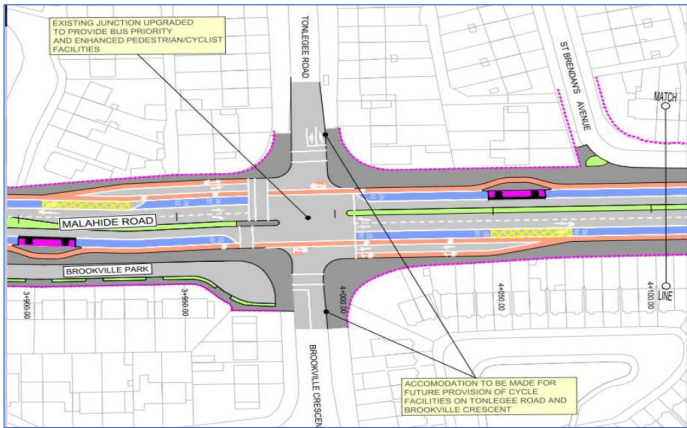 EXISTING JUNCTION UPGRADED
TO PROVIDE BUS PRIORITY
AND ENHANCED PEDESTRIAN/CYCLIST
FACILITIES
TONLEGEE ROAD
ST BRENDAN'S
AVENUE
MATCH
LINE
MALAHIDE ROAD
BROOKVILLE PARK
3+900.00
3+950.00
4+000.00
4+050.00
4+100.00
BROOKVILLE CRESCENT
ACCOMODATION TO BE MADE FOR
FUTURE PROVISION OF CYCLE
FACILITIES ON TONLEGEE ROAD AND
BROOKVILLE CRESCENT